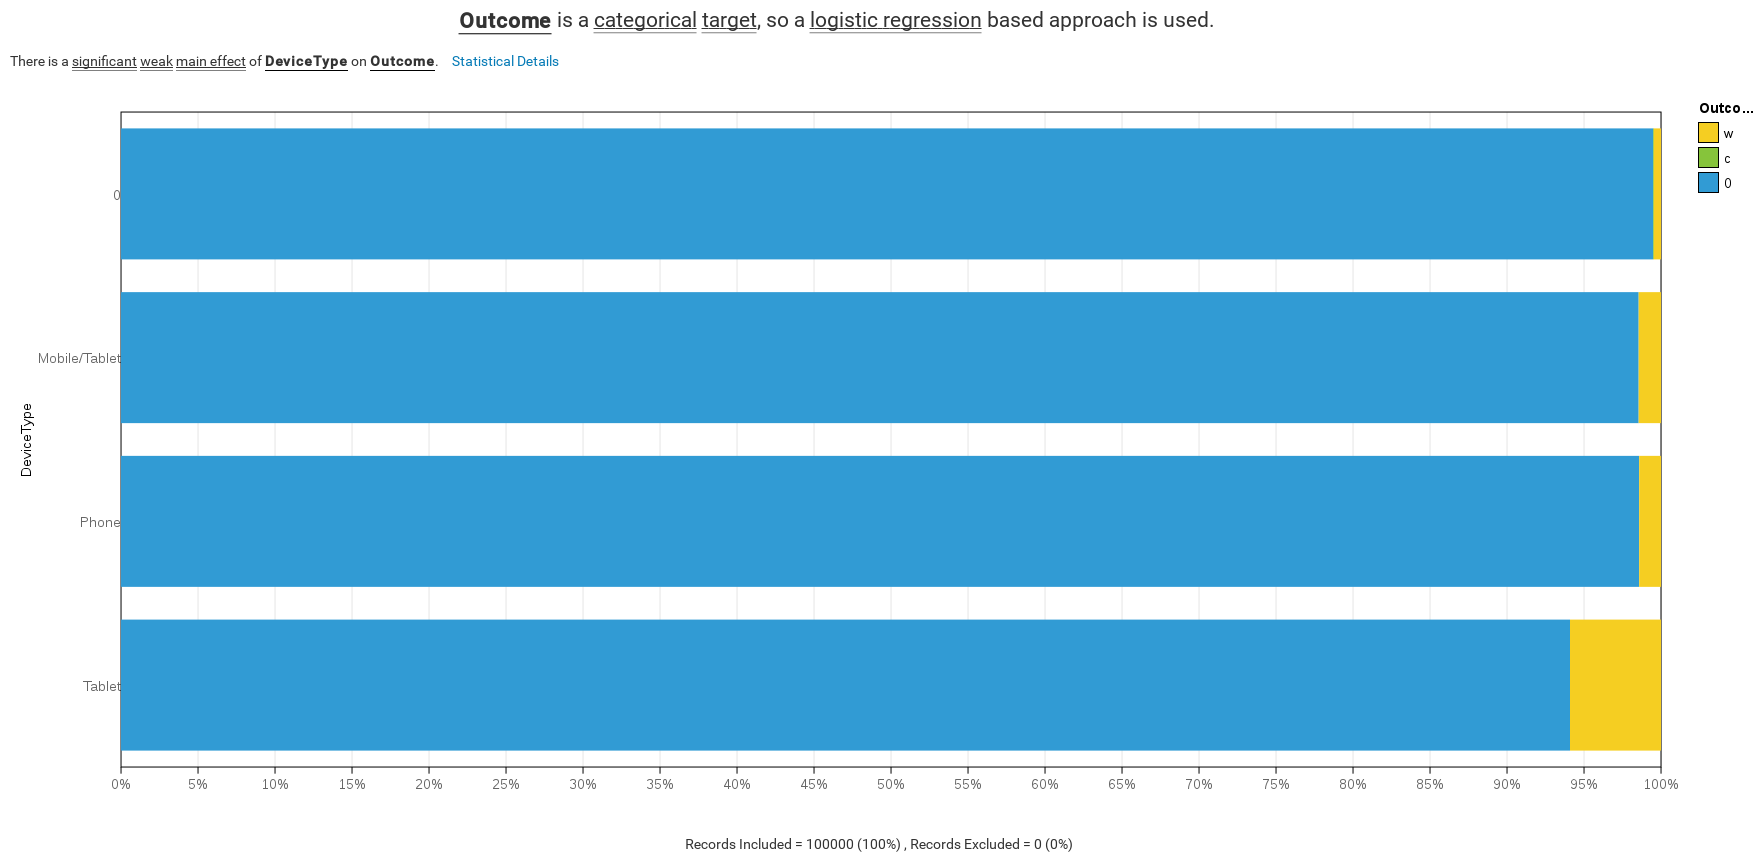 Outcome is a categorical target, so a logistic regression based approach is used.
There is a significant weak main effect of DeviceType on Outcome. Statistical Details
Outco...
w
c
0
0
Mobile/Tablet
Phone
Tablet
DeviceType
0% 5% 10% 15% 20% 25% 30% 35% 40% 45% 50% 55% 60% 65% 70% 75% 80% 85% 90% 95% 100%
Records Included = 100000 (100%) , Records Excluded = 0 (0%)